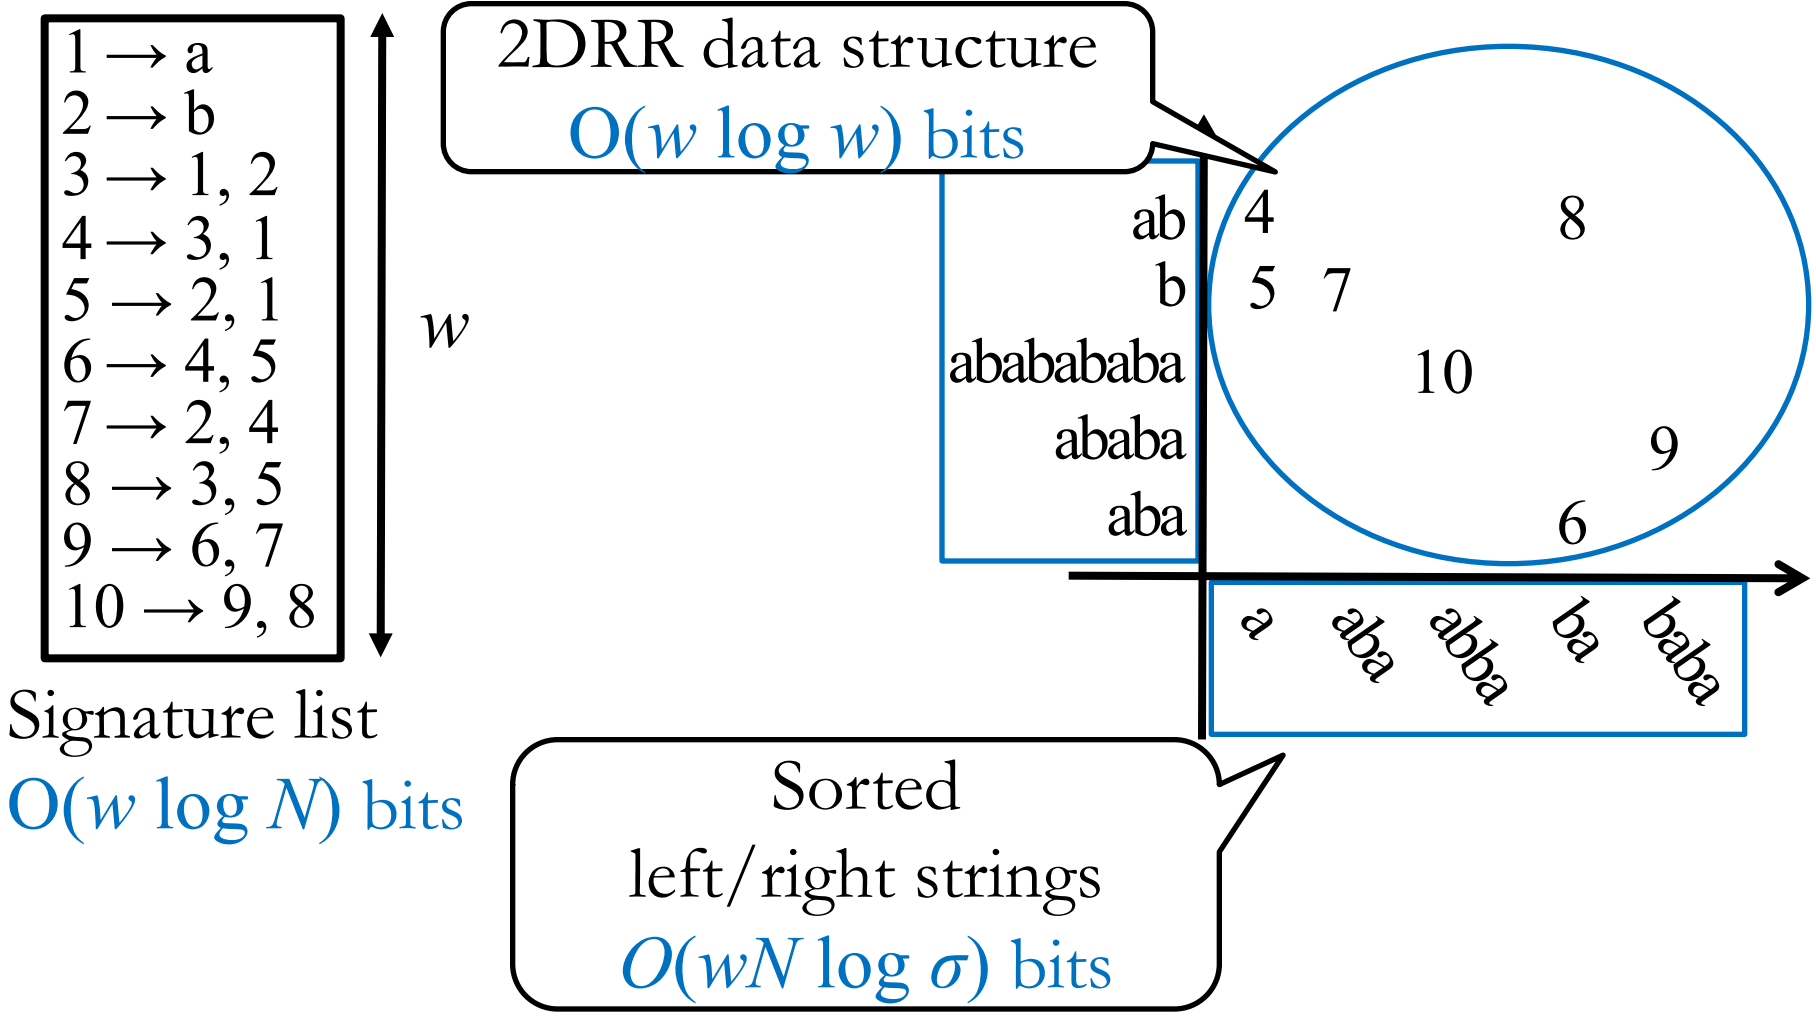 1 → a
2 → b
3 → 1, 2
4 → 3, 1
5 → 2, 1
6 → 4, 5
7 → 2, 4
8 → 3, 5
9 → 6, 7
10 → 9, 8
w
Signature list
O(w log N) bits
2DRR data structure
O(w log w) bits
ab
b
ababababa
ababa
aba
4
8
5
7
10
9
6
a
aba
abba
ba
baba
Sorted
left/right strings
O(wN log σ) bits